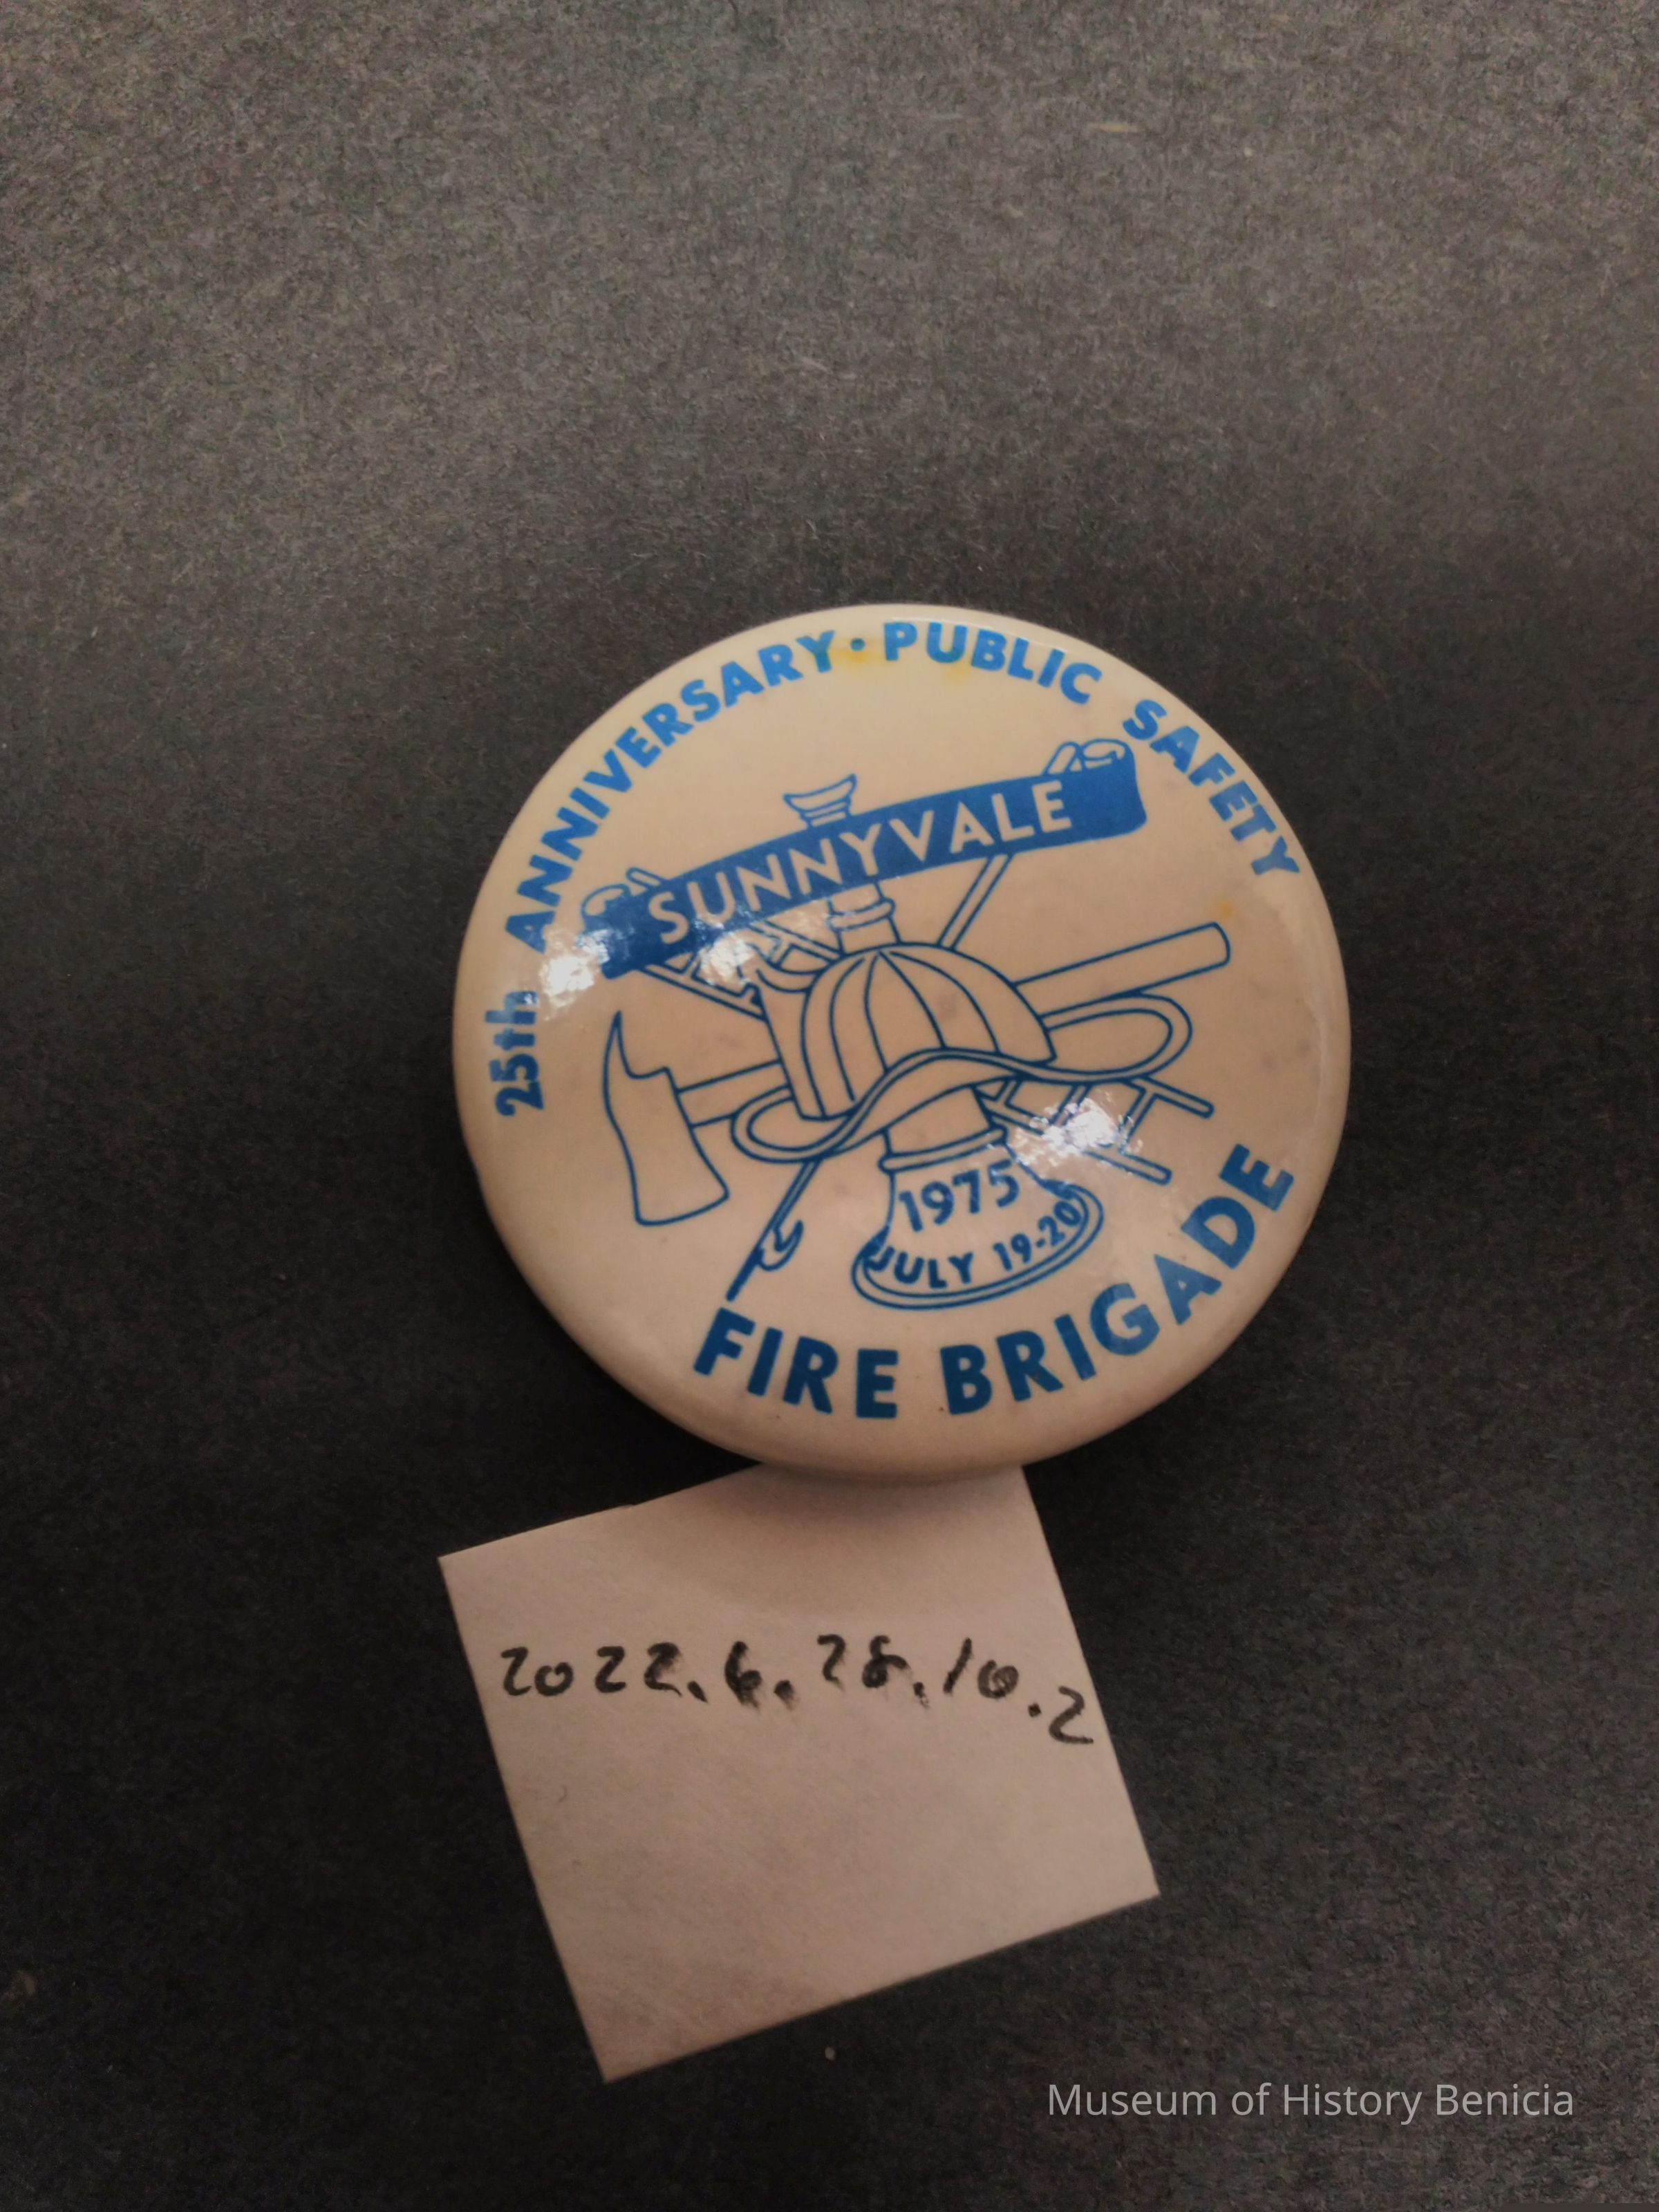 25th ANNIVERSARY • PUBLIC SAFETY
SUNNYVALE
1975
JULY 19-20
FIRE BRIGADE
2022.6.28.10.2
Museum of History Benicia